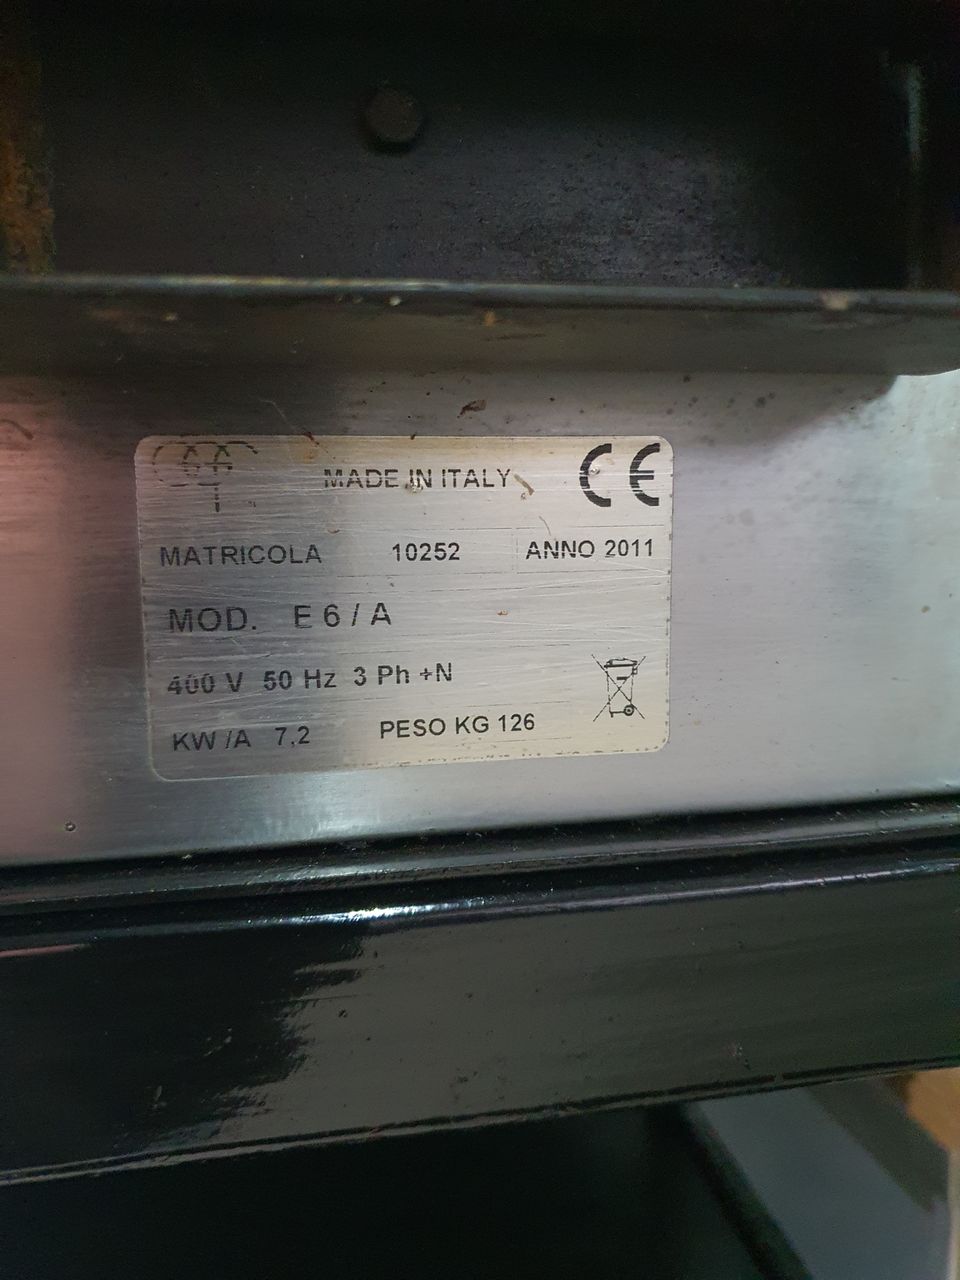 MADE IN ITALY CE
MATRICOLA 10252 ANNO 2011
MOD. E 6 / A
400 V 50 Hz 3 Ph +N
KW /A 7,2 PESO KG 126